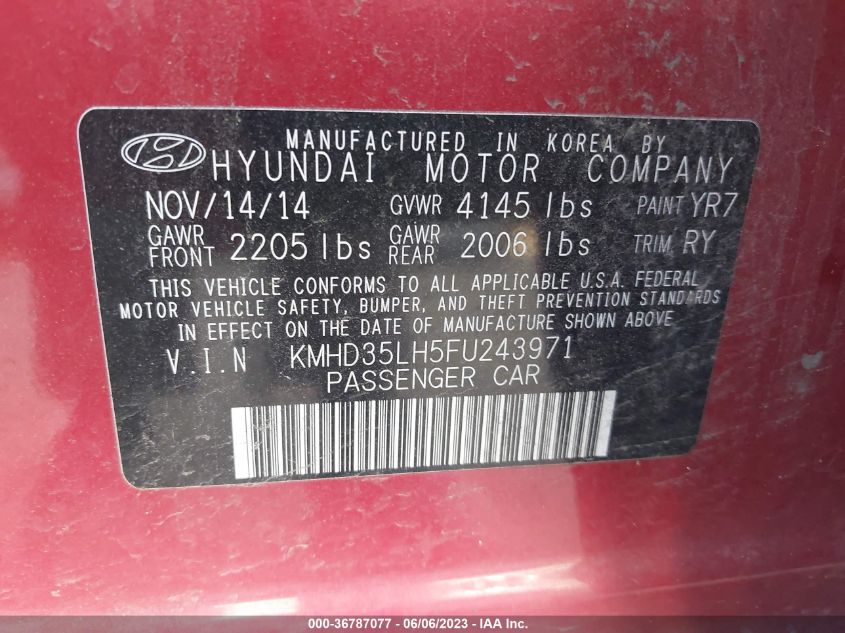 MANUFACTURED IN KOREA BY
HYUNDAI MOTOR COMPANY
NOV/14/14 GVWR 4145 lbs PAINT YR7
GAWR FRONT 2205 lbs GAWR REAR 2006 lbs TRIM RY
THIS VEHICLE CONFORMS TO ALL APPLICABLE U.S.A. FEDERAL
MOTOR VEHICLE SAFETY, BUMPER, AND THEFT PREVENTION STANDARDS
IN EFFECT ON THE DATE OF MANUFACTURE SHOWN ABOVE
V.I.N KMHD35LH5FU243971
PASSENGER CAR
000-36787077 - 06/06/2023 - IAA Inc.